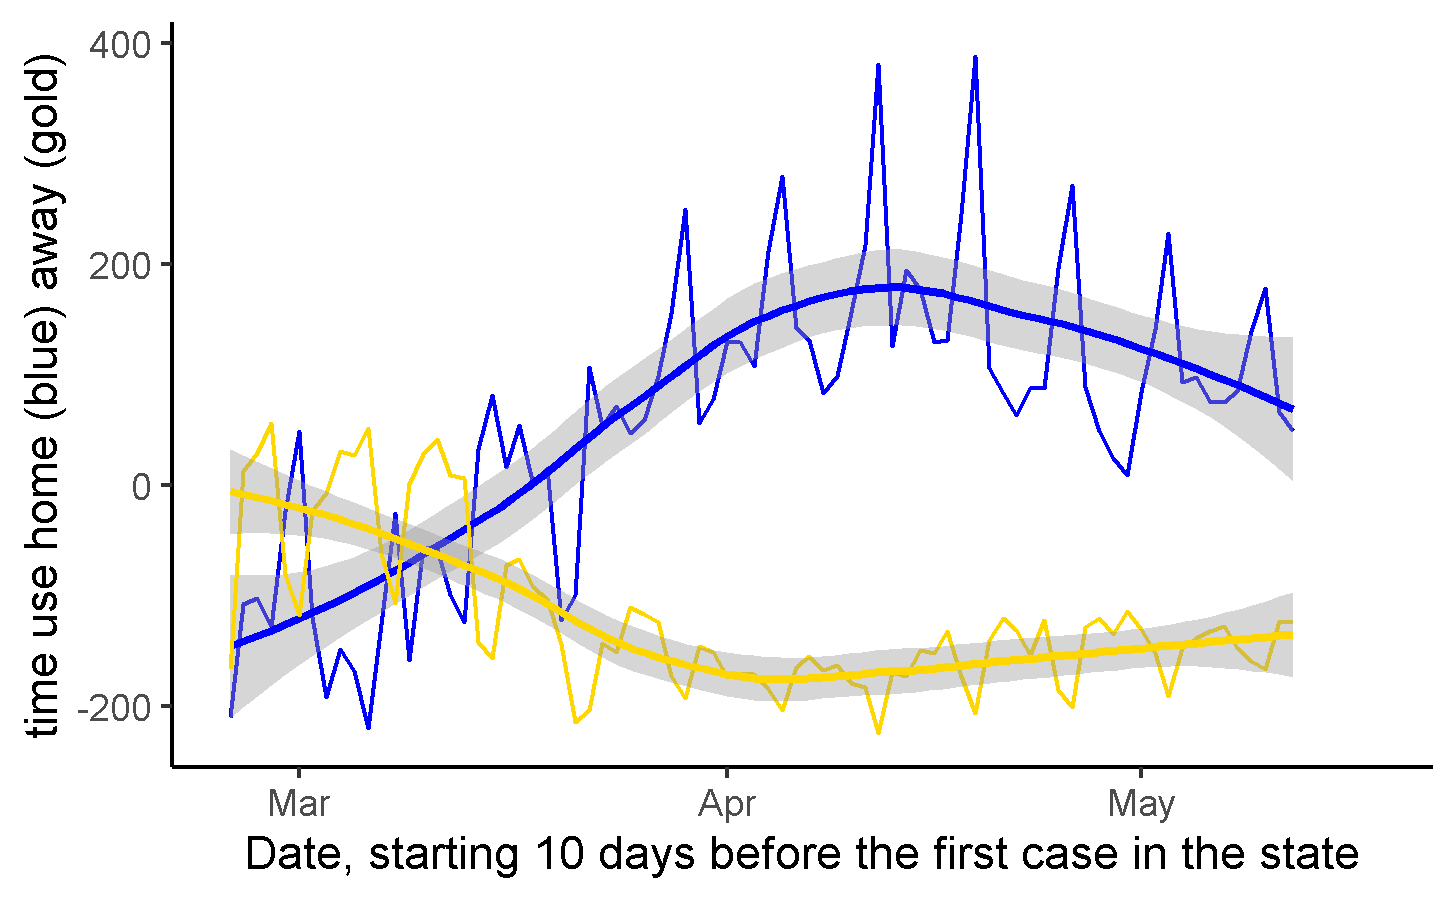 time use home (blue) away (gold)
400
200
0
-200
Mar Apr May
Date, starting 10 days before the first case in the state